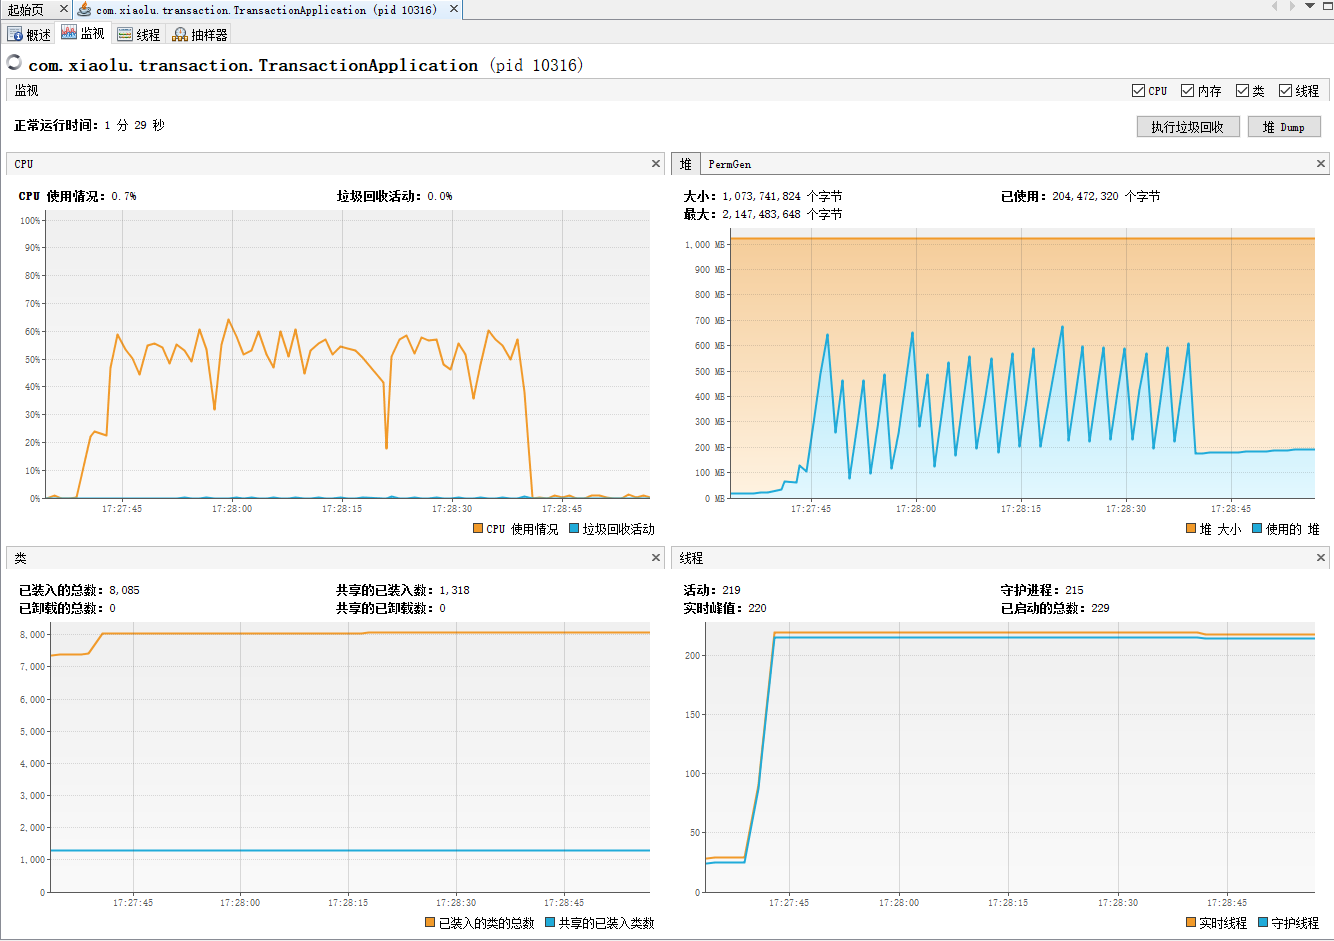 起始页 com.xiaolu.transaction.TransactionApplication (pid 10316)
概述 监视 线程 抽样器
com.xiaolu.transaction.TransactionApplication (pid 10316)
监视 CPU 内存 类 线程
正常运行时间: 1 分 29 秒 执行垃圾回收 堆 Dump
CPU
CPU 使用情况: 0.7% 垃圾回收活动: 0.0%
100%
90%
80%
70%
60%
50%
40%
30%
20%
10%
0%
17:27:45 17:28:00 17:28:15 17:28:30 17:28:45
CPU 使用情况 垃圾回收活动
堆 PermGen
大小: 1,073,741,824 个字节 已使用: 204,472,320 个字节
最大: 2,147,483,648 个字节
1,000 MB
900 MB
800 MB
700 MB
600 MB
500 MB
400 MB
300 MB
200 MB
100 MB
0 MB
17:27:45 17:28:00 17:28:15 17:28:30 17:28:45
堆 大小 使用的 堆
类
已装入的总数: 8,085 共享的已装入数: 1,318
已卸载的总数: 0 共享的已卸载数: 0
8,000
7,000
6,000
5,000
4,000
3,000
2,000
1,000
0
17:27:45 17:28:00 17:28:15 17:28:30 17:28:45
已装入的类的总数 共享的已装入类数
线程
活动: 219 守护进程: 215
实时峰值: 220 已启动的总数: 229
200
150
100
50
0
17:27:45 17:28:00 17:28:15 17:28:30 17:28:45
实时线程 守护线程